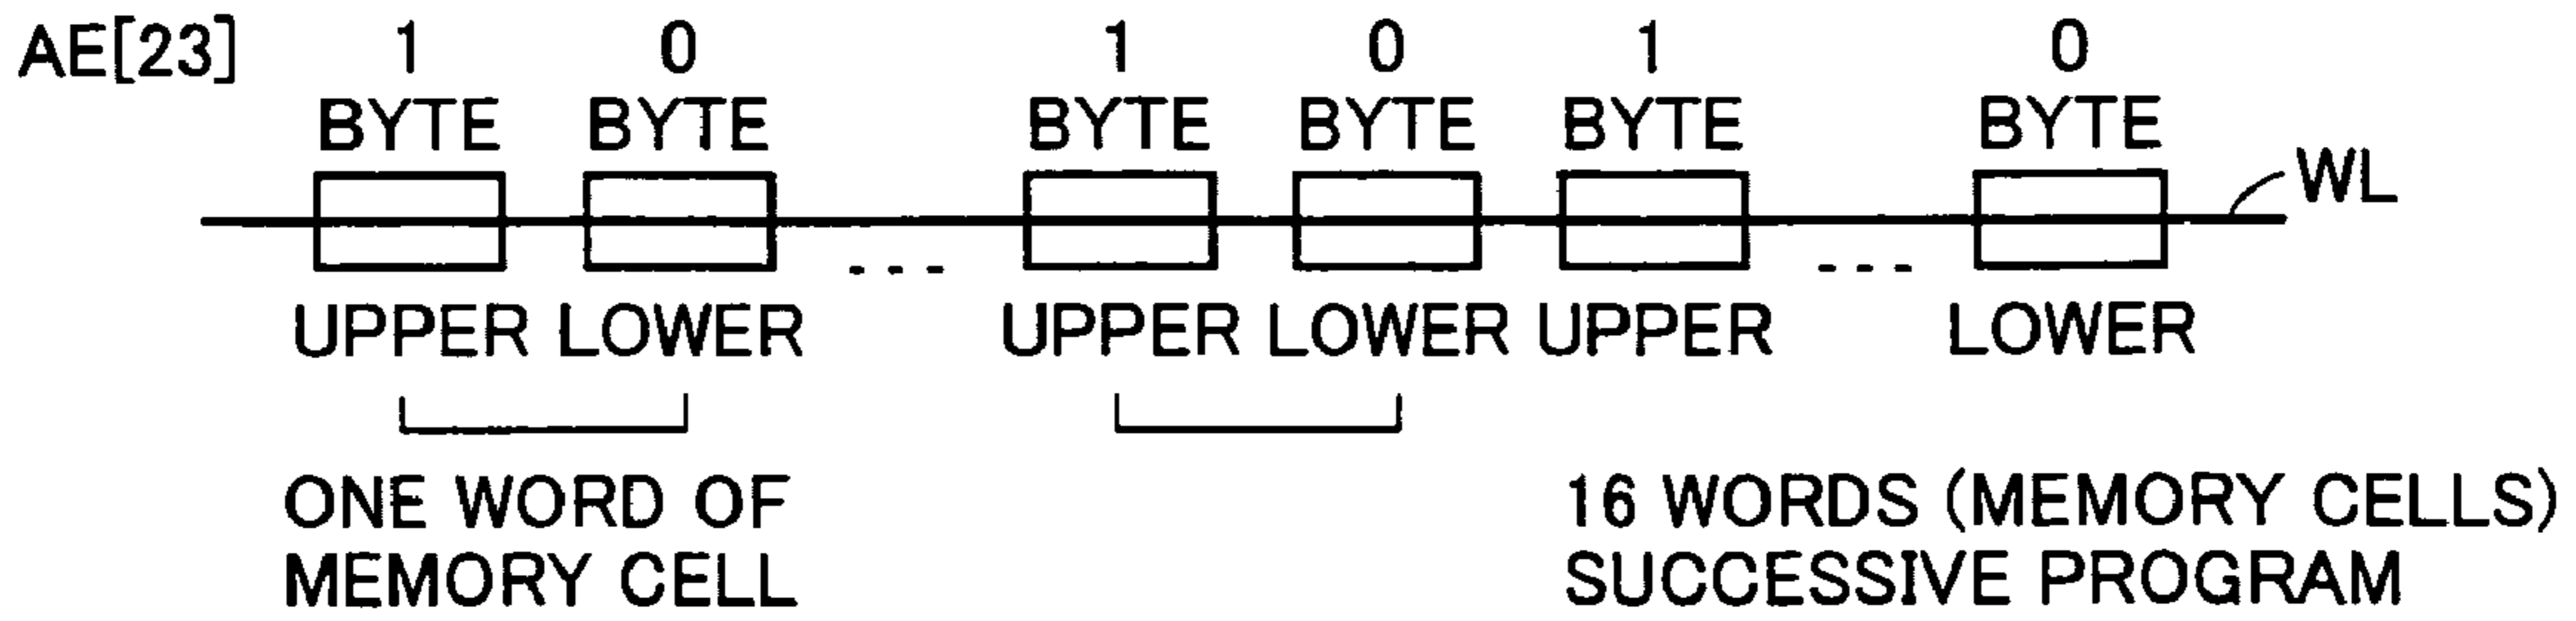 AE[23] 1 0 1 0 1 0
BYTE BYTE BYTE BYTE BYTE BYTE
WL
- - - - - -
UPPER LOWER UPPER LOWER UPPER LOWER
ONE WORD OF
MEMORY CELL
16 WORDS (MEMORY CELLS)
SUCCESSIVE PROGRAM